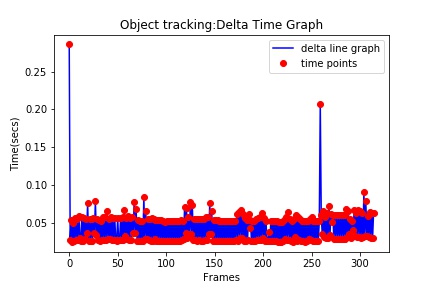 Object tracking:Delta Time Graph
delta line graph
time points
Time(secs)
0.25
0.20
0.15
0.10
0.05
0 50 100 150 200 250 300
Frames